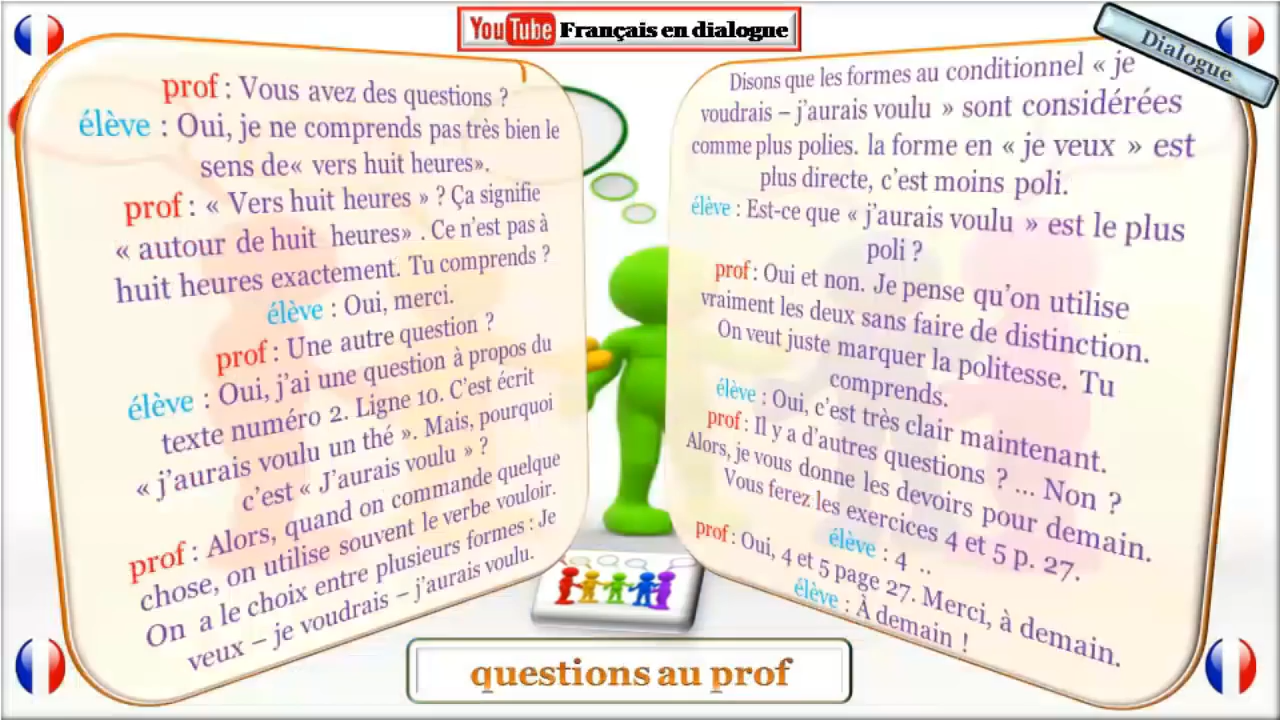 YouTube Français en dialogue
Dialogue
prof : Vous avez des questions ?
élève : Oui, je ne comprends pas très bien le
sens de« vers huit heures».
prof : « Vers huit heures » ? Ça signifie
« autour de huit heures» . Ce n'est pas à
huit heures exactement. Tu comprends ?
élève : Oui, merci.
prof : Une autre question ?
élève : Oui, j'ai une question à propos du
texte numéro 2. Ligne 10. C'est écrit
« j'aurais voulu un thé ». Mais, pourquoi
c'est « J'aurais voulu » ?
prof : Alors, quand on commande quelque
chose, on utilise souvent le verbe vouloir.
On a le choix entre plusieurs formes : Je
veux – je voudrais – j'aurais voulu.
Disons que les formes au conditionnel « je
voudrais – j'aurais voulu » sont considérées
comme plus polies. la forme en « je veux » est
plus directe, c'est moins poli.
élève : Est-ce que « j'aurais voulu » est le plus
poli ?
prof : Oui et non. Je pense qu'on utilise
vraiment les deux sans faire de distinction.
On veut juste marquer la politesse. Tu
comprends.
élève : Oui, c'est très clair maintenant.
prof : Il y a d'autres questions ? ... Non ?
Alors, je vous donne les devoirs pour demain.
Vous ferez les exercices 4 et 5 p. 27.
élève : 4 ..
prof : Oui, 4 et 5 page 27. Merci, à demain.
élève : À demain !
questions au prof